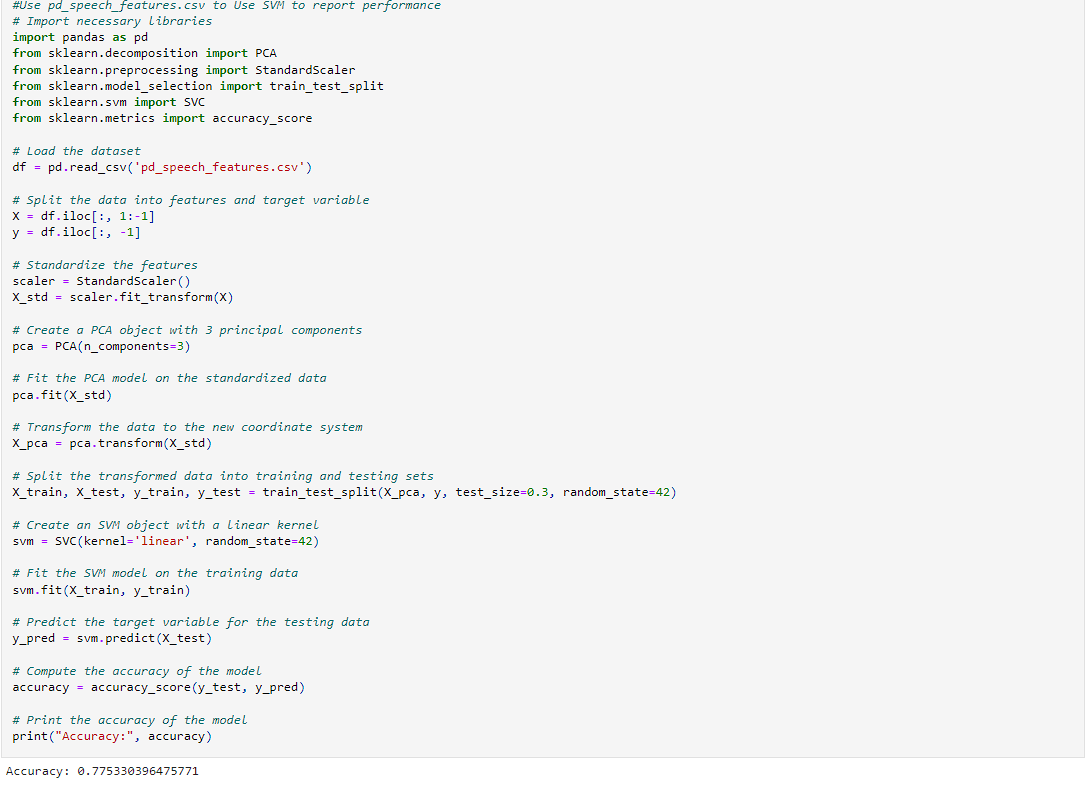 #Use pd_speech_features.csv to Use SVM to report performance
# Import necessary libraries
import pandas as pd
from sklearn.decomposition import PCA
from sklearn.preprocessing import StandardScaler
from sklearn.model_selection import train_test_split
from sklearn.svm import SVC
from sklearn.metrics import accuracy_score
# Load the dataset
df = pd.read_csv('pd_speech_features.csv')
# Split the data into features and target variable
X = df.iloc[:, 1:-1]
y = df.iloc[:, -1]
# Standardize the features
scaler = StandardScaler()
X_std = scaler.fit_transform(X)
# Create a PCA object with 3 principal components
pca = PCA(n_components=3)
# Fit the PCA model on the standardized data
pca.fit(X_std)
# Transform the data to the new coordinate system
X_pca = pca.transform(X_std)
# Split the transformed data into training and testing sets
X_train, X_test, y_train, y_test = train_test_split(X_pca, y, test_size=0.3, random_state=42)
# Create an SVM object with a linear kernel
svm = SVC(kernel='linear', random_state=42)
# Fit the SVM model on the training data
svm.fit(X_train, y_train)
# Predict the target variable for the testing data
y_pred = svm.predict(X_test)
# Compute the accuracy of the model
accuracy = accuracy_score(y_test, y_pred)
# Print the accuracy of the model
print("Accuracy:", accuracy)
Accuracy: 0.775330396475771